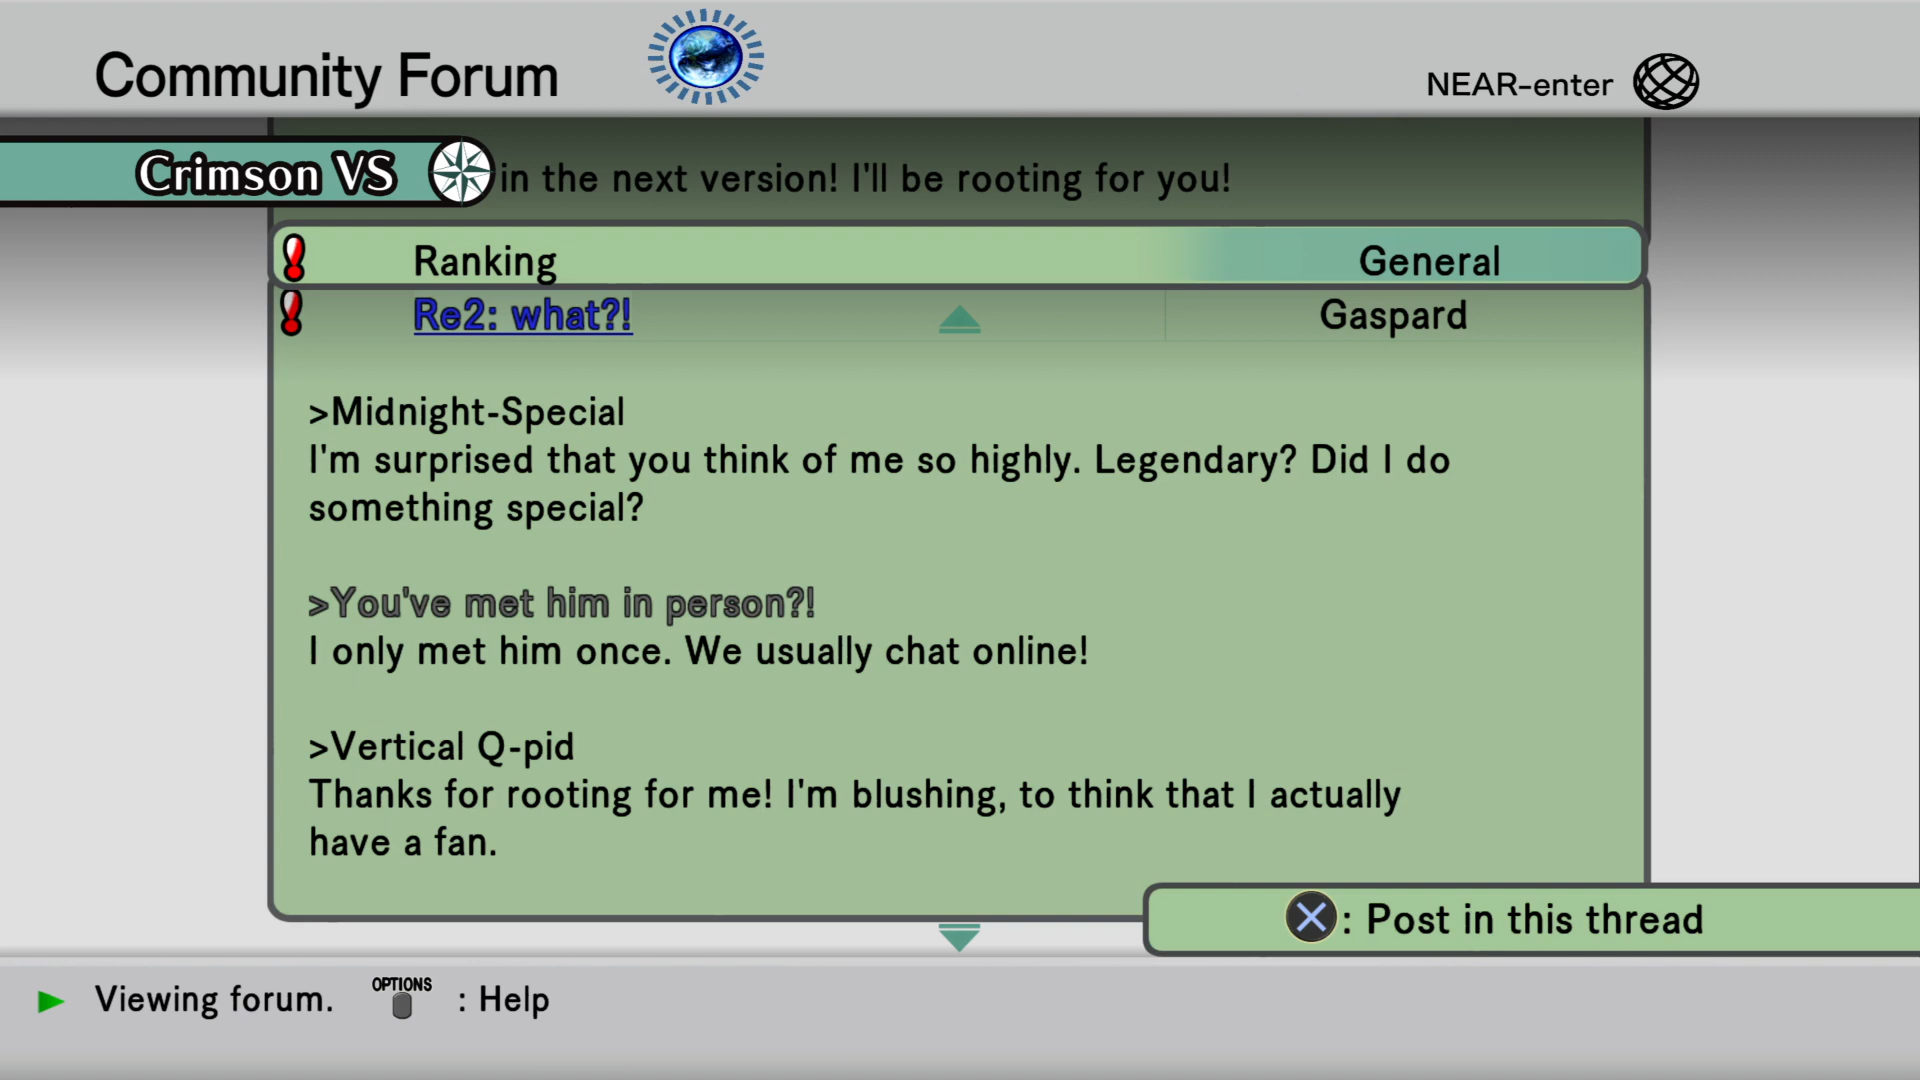 Community Forum
NEAR-enter
Crimson VS
in the next version! I'll be rooting for you!
Ranking
General
Re2: what?!
Gaspard
>Midnight-Special
I'm surprised that you think of me so highly. Legendary? Did I do
something special?
>You've met him in person?!
I only met him once. We usually chat online!
>Vertical Q-pid
Thanks for rooting for me! I'm blushing, to think that I actually
have a fan.
: Post in this thread
Viewing forum.
OPTIONS
: Help